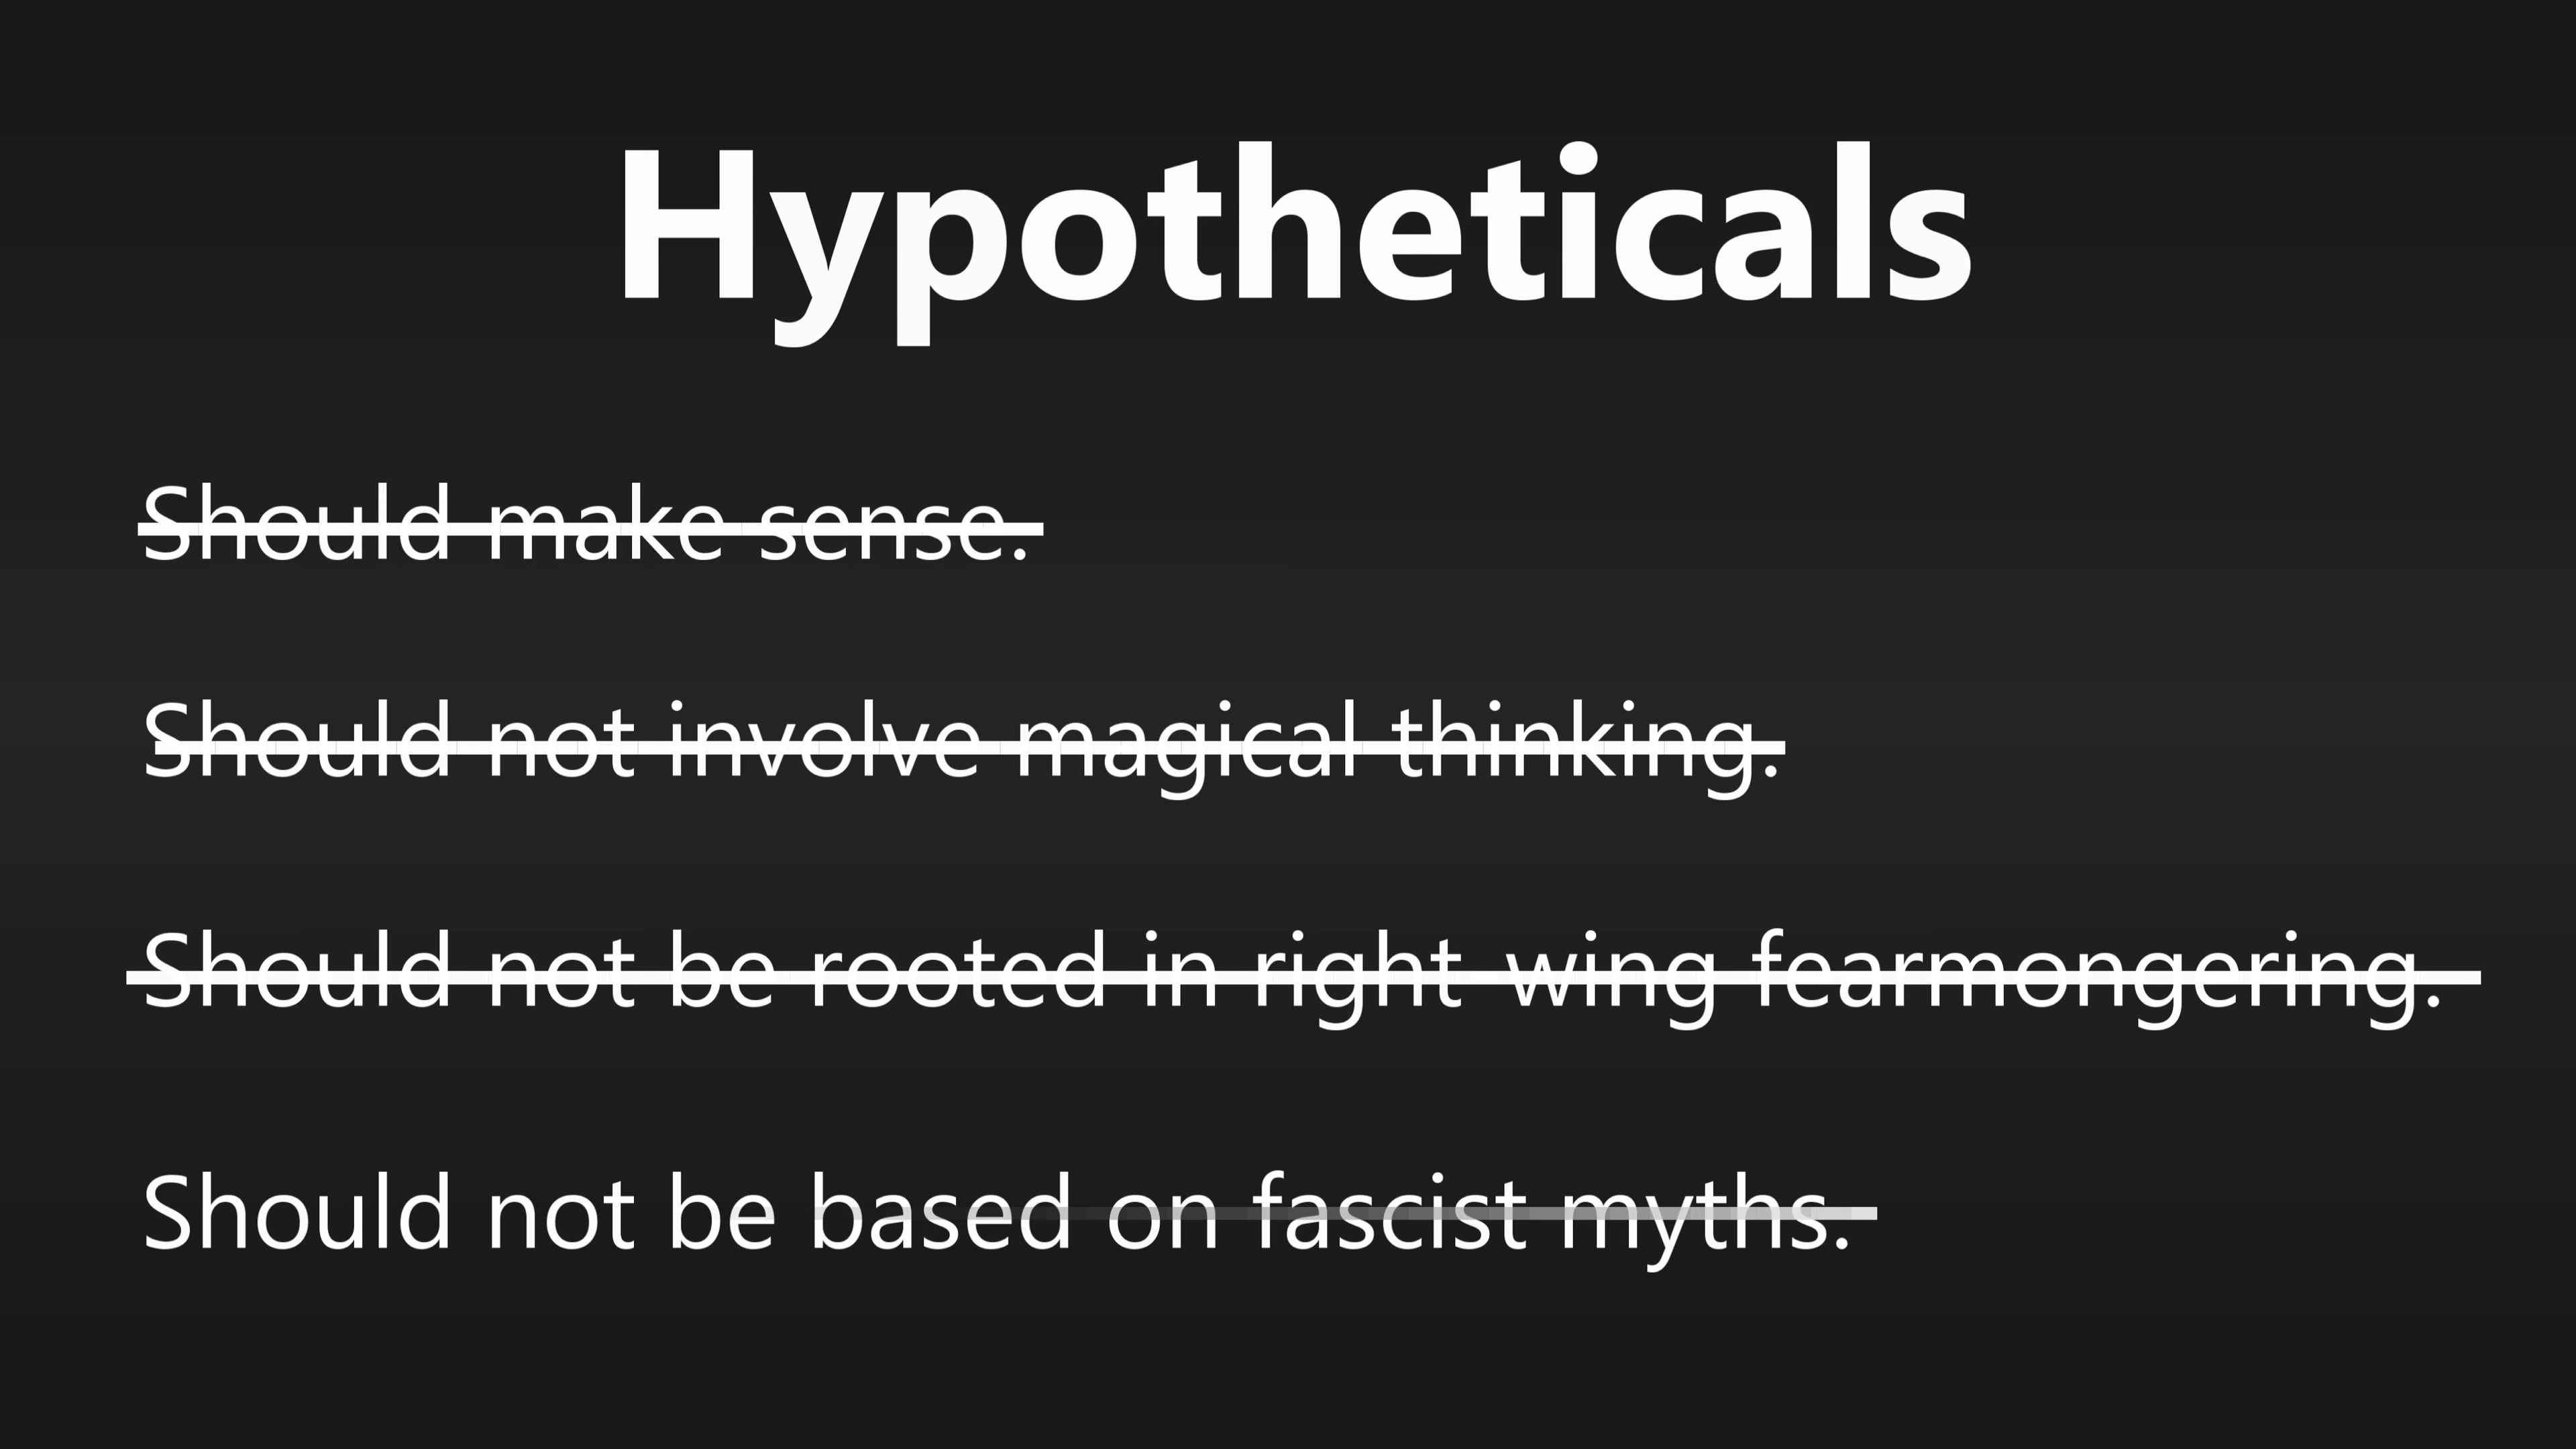 Hypotheticals
Should make sense.
Should not involve magical thinking.
Should not be rooted in right wing fearmongering.
Should not be based on fascist myths.